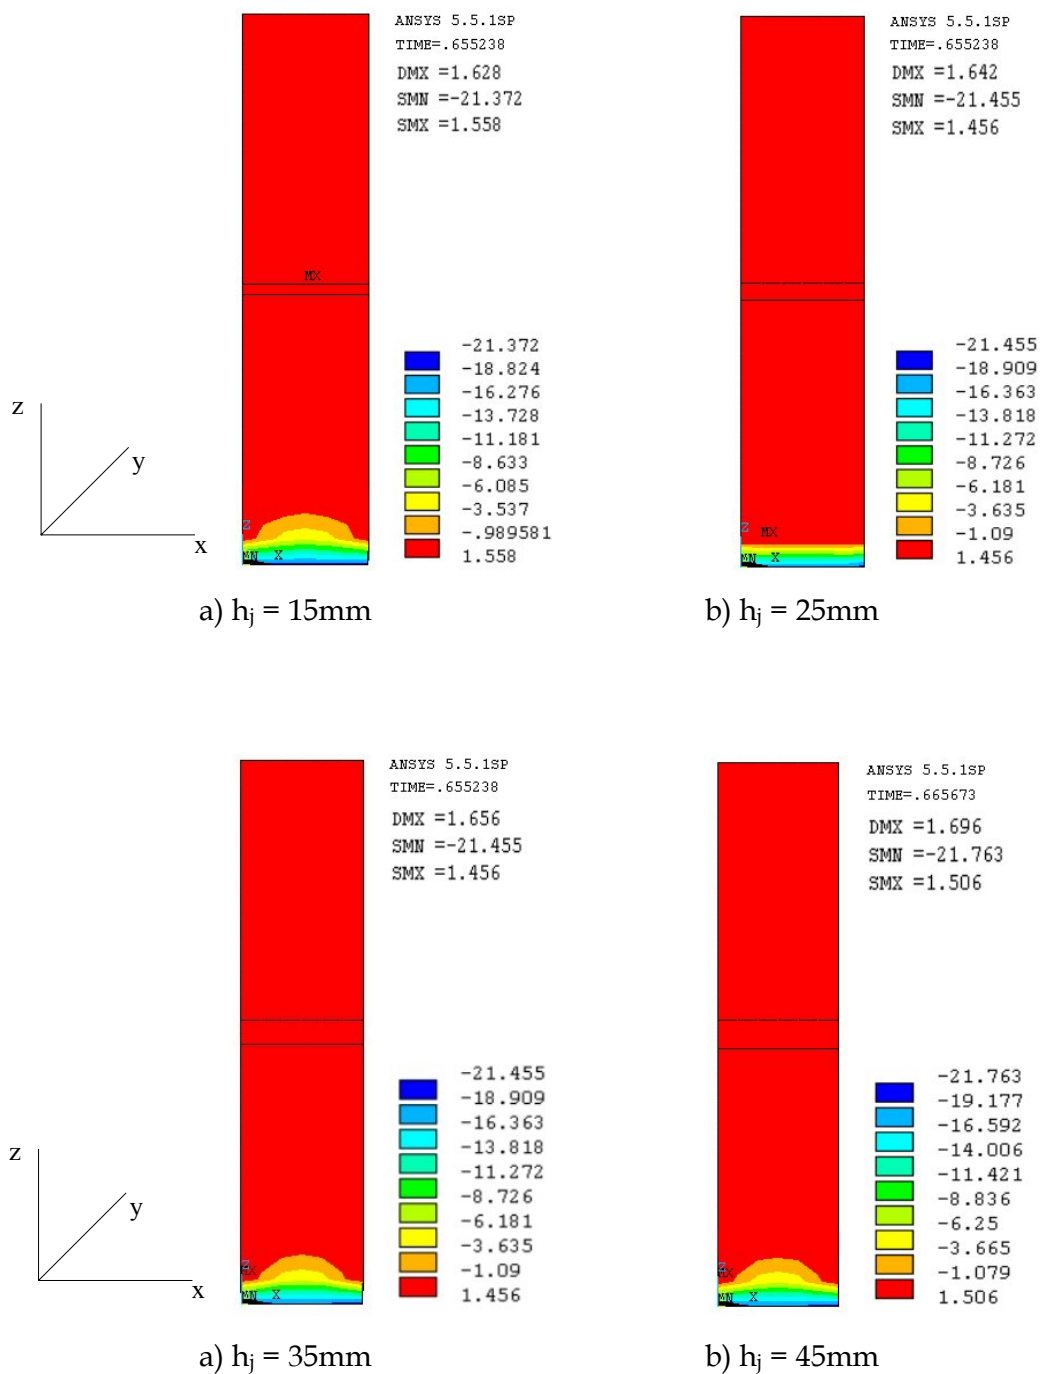 ANSYS 5.5.1SP
TIME=.655238
DMX =1.628
SMN =-21.372
SMX =1.558
MX
-21.372
-18.824
-16.276
-13.728
-11.181
-8.633
-6.085
-3.537
-.989581
1.558
z
y
x
Z
MN X
a) hj = 15mm
ANSYS 5.5.1SP
TIME=.655238
DMX =1.642
SMN =-21.455
SMX =1.456
-21.455
-18.909
-16.363
-13.818
-11.272
-8.726
-6.181
-3.635
-1.09
1.456
Z
MX
MN X
b) hj = 25mm
ANSYS 5.5.1SP
TIME=.655238
DMX =1.656
SMN =-21.455
SMX =1.456
-21.455
-18.909
-16.363
-13.818
-11.272
-8.726
-6.181
-3.635
-1.09
1.456
z
y
x
Z
MX
MN X
a) hj = 35mm
ANSYS 5.5.1SP
TIME=.665673
DMX =1.696
SMN =-21.763
SMX =1.506
-21.763
-19.177
-16.592
-14.006
-11.421
-8.836
-6.25
-3.665
-1.079
1.506
Z
MX
MN X
b) hj = 45mm